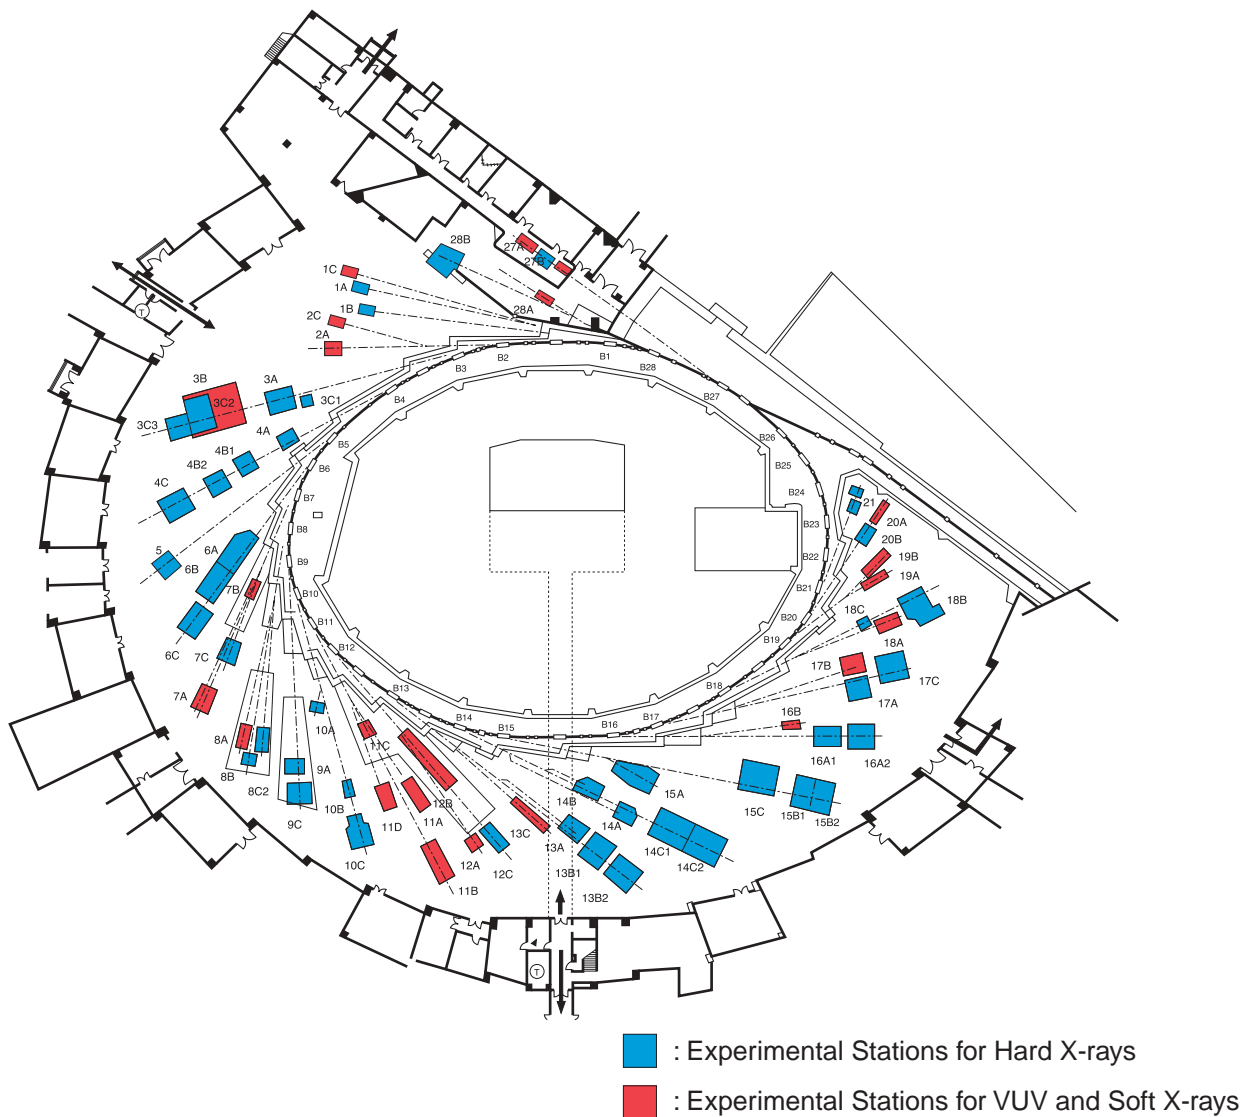 28B
27A
27B
28A
1C
1A
1B
2C
2A
B2
B1
B3
B28
B4
B27
3B
3A
3C2
3C1
3C3
B5
B26
4A
4B1
4B2
4C
B6
B25
B7
B24
21
20A
B8
B23
20B
5
6A
6B
B9
B22
19B
19A
7B
B10
B21
18B
18C
B11
B20
18A
6C
7C
B12
B19
17B
17C
7A
B13
B18
17A
B14
B17
B15
B16
16B
10A
11C
8A
8B
16A1
16A2
8C2
9A
9C
10B
11D
11A
12B
14B
15A
15C
15B1
15B2
14A
13C
13A
10C
12A
12C
11B
13B1
13B2
14C1
14C2
T
T
: Experimental Stations for Hard X-rays
: Experimental Stations for VUV and Soft X-rays